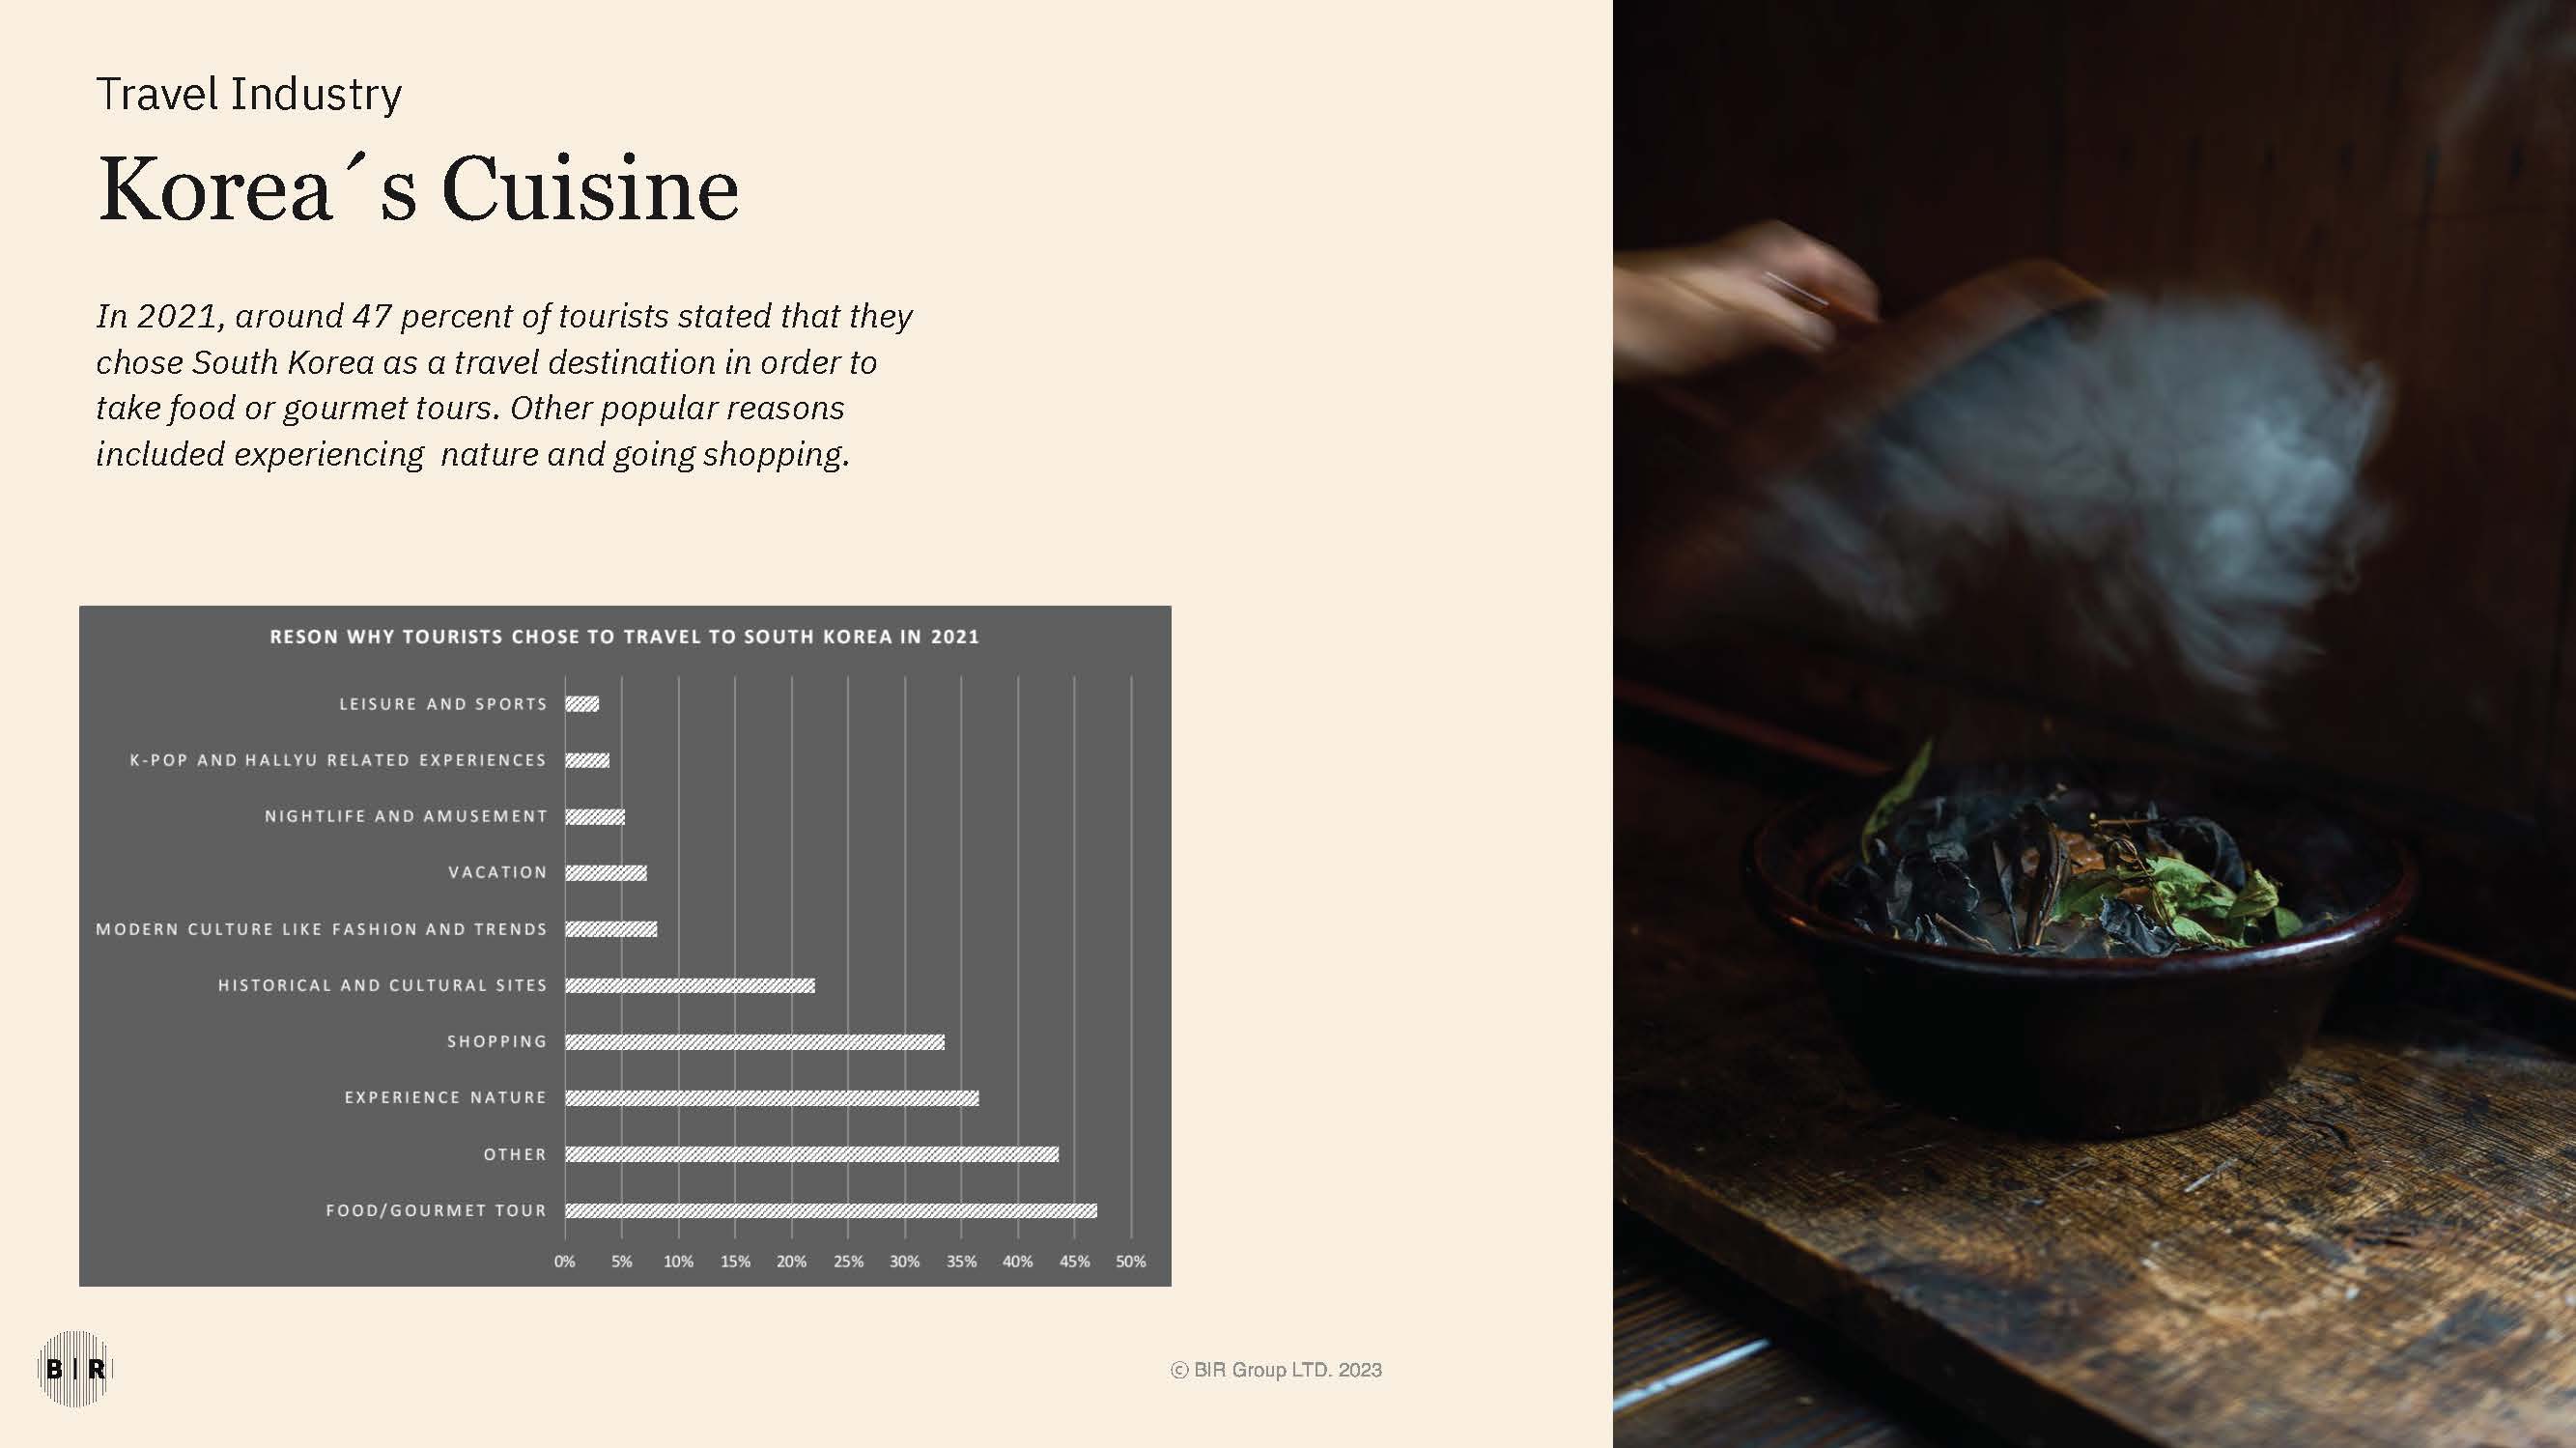 Travel Industry
Korea´s Cuisine
In 2021, around 47 percent of tourists stated that they
chose South Korea as a travel destination in order to
take food or gourmet tours. Other popular reasons
included experiencing  nature and going shopping.
RESON WHY TOURISTS CHOSE TO TRAVEL TO SOUTH KOREA IN 2021
LEISURE AND SPORTS
K-POP AND HALLYU RELATED EXPERIENCES
NIGHTLIFE AND AMUSEMENT
VACATION
MODERN CULTURE LIKE FASHION AND TRENDS
HISTORICAL AND CULTURAL SITES
SHOPPING
EXPERIENCE NATURE
OTHER
FOOD/GOURMET TOUR
0% 5% 10% 15% 20% 25% 30% 35% 40% 45% 50%
B | R
© BIR Group LTD. 2023